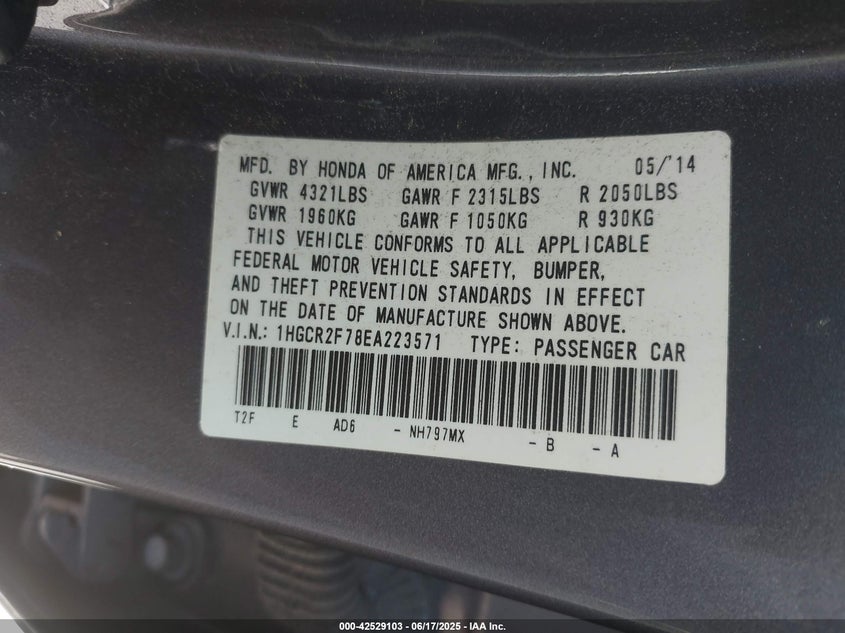 MFD. BY HONDA OF AMERICA MFG., INC. 05/'14
GVWR 4321LBS GAWR F 2315LBS R 2050LBS
GVWR 1960KG GAWR F 1050KG R 930KG
THIS VEHICLE CONFORMS TO ALL APPLICABLE
FEDERAL MOTOR VEHICLE SAFETY, BUMPER,
AND THEFT PREVENTION STANDARDS IN EFFECT
ON THE DATE OF MANUFACTURE SHOWN ABOVE.
V.I.N.: 1HGCR2F78EA223571 TYPE: PASSENGER CAR
T2F E AD6 - NH797MX - B - A
000-42529103 - 06/17/2025 - IAA Inc.